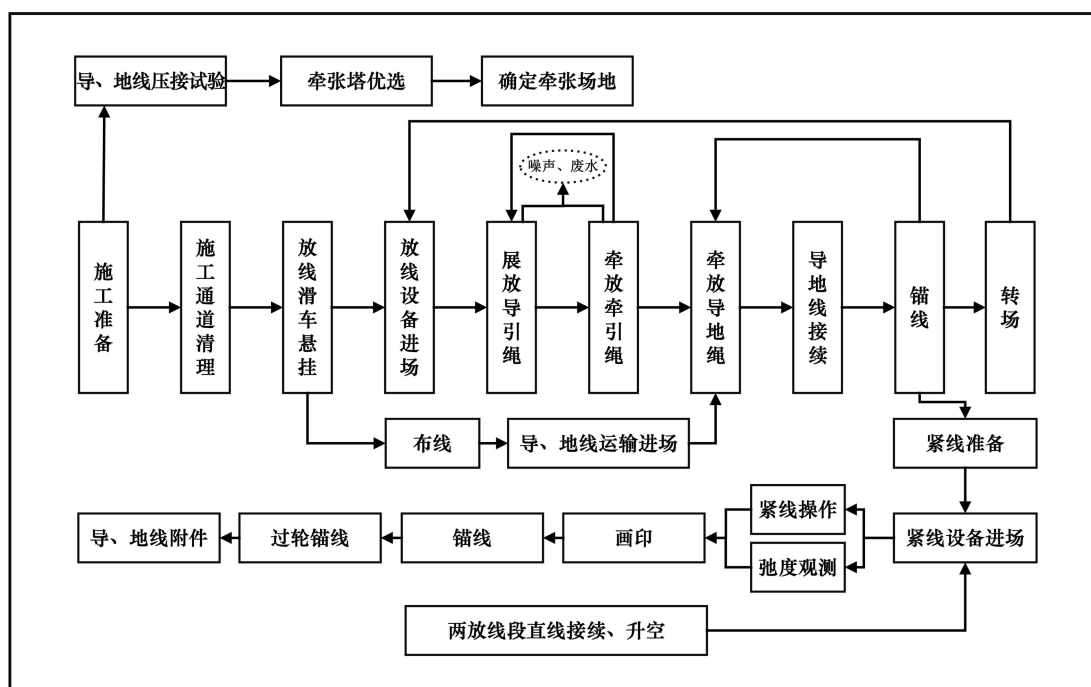 导、地线压接试验
牵张塔优选
确定牵张场地
噪声、废水
施工准备
施工通道清理
放线滑车悬挂
放线设备进场
展放导引绳
牵放牵引绳
牵放导地绳
导地线接续
锚线
转场
布线
导、地线运输进场
紧线准备
导、地线附件
过轮锚线
锚线
画印
紧线操作
弛度观测
紧线设备进场
两放线段直线接续、升空